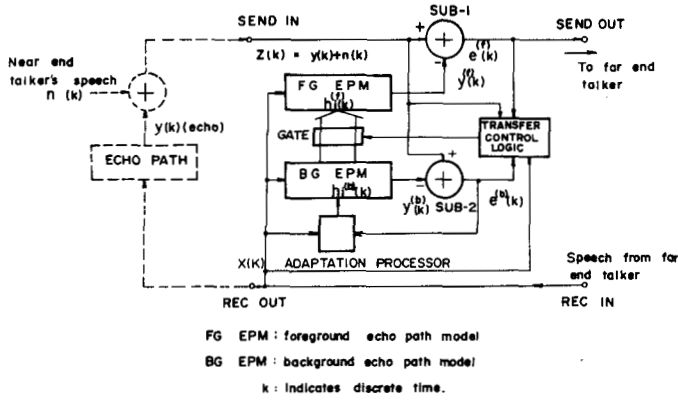 SEND IN
SUB-1
SEND OUT
Near end
talker's speech
n (k)
Z(k) = y(k)+n(k)
+
e(k)(f)
-
y(k)(f)
To far end
talker
FG EPM
hi(k)(f)
y(k)(echo)
GATE
TRANSFER
CONTROL
LOGIC
ECHO PATH
BG EPM
hi(k)(b)
+
-
y(k)(b)
SUB-2
e(k)(b)
X(K) ADAPTATION PROCESSOR
Speech from far
end talker
REC OUT
REC IN
FG EPM : foreground echo path model
BG EPM : background echo path model
k : Indicates discrete time.